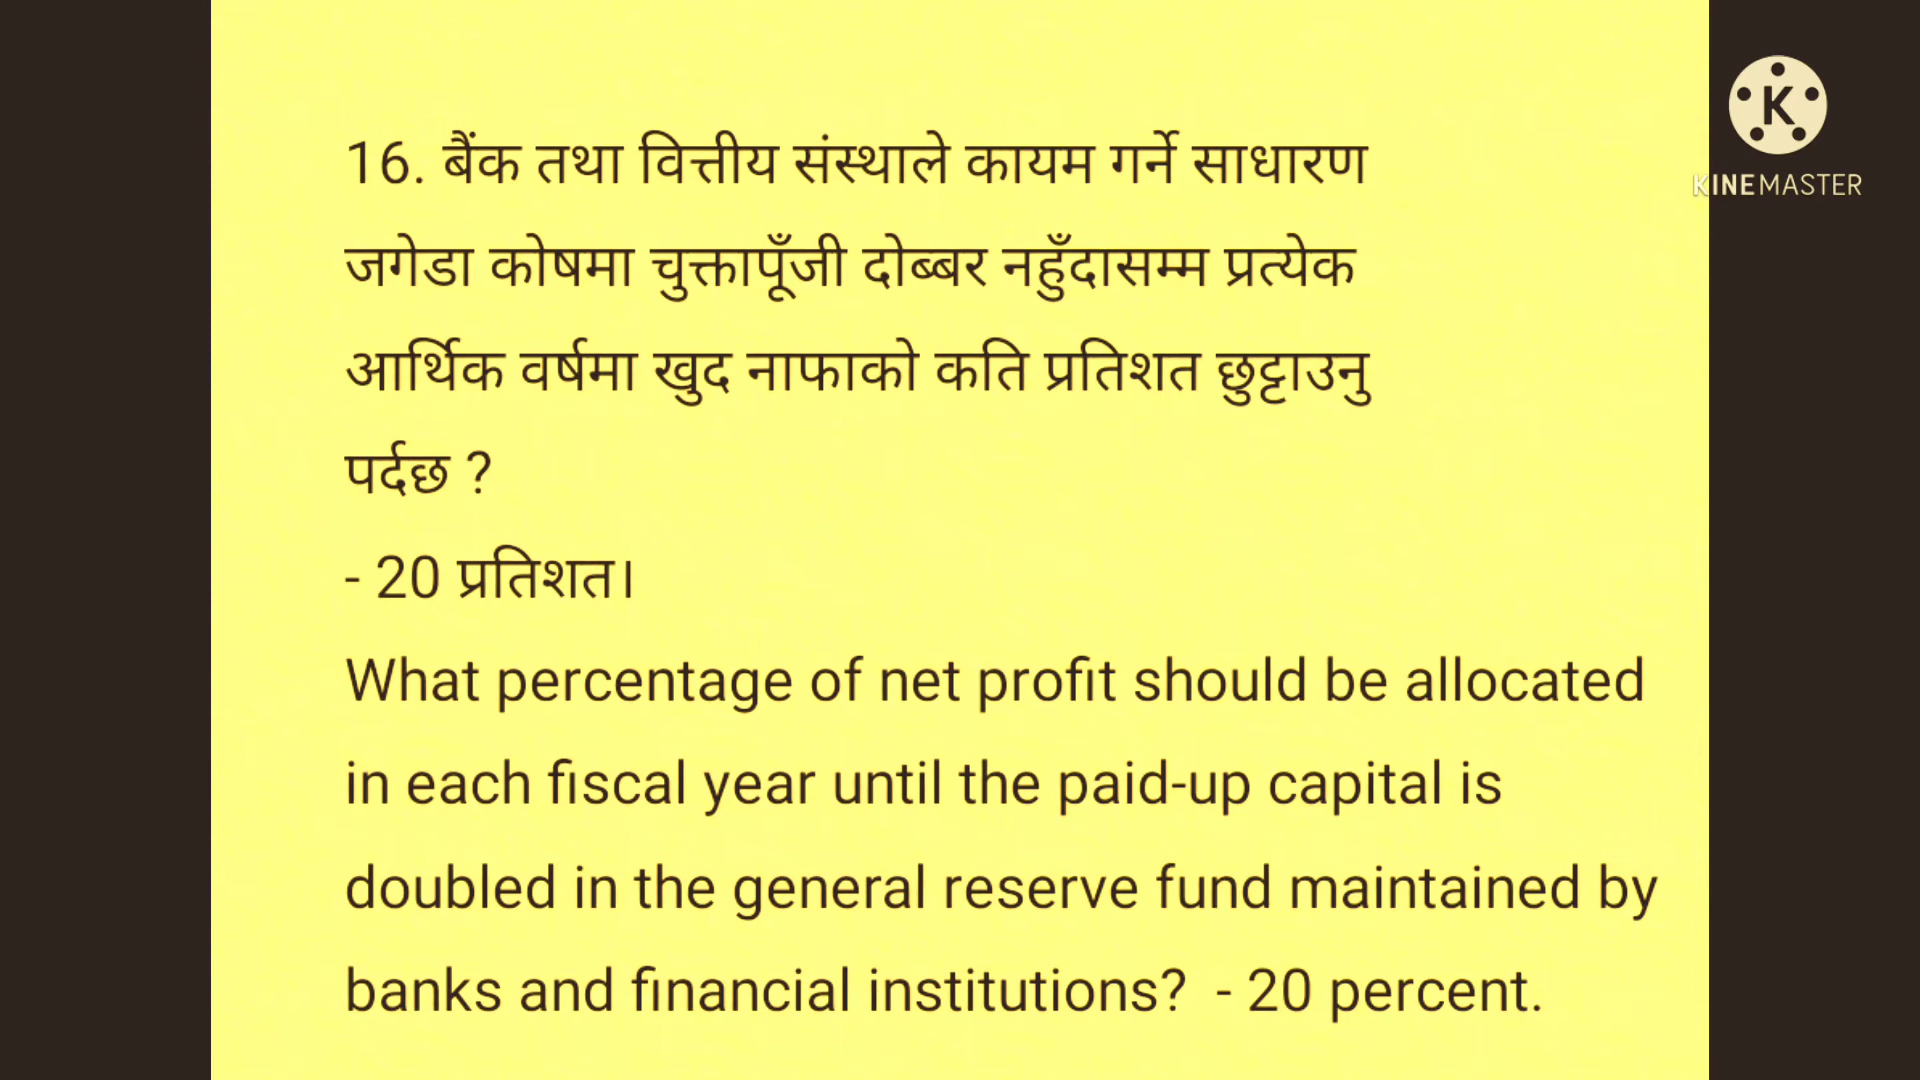 16. बैंक तथा वित्तीय संस्थाले कायम गर्ने साधारण
जगेडा कोषमा चुक्तापूँजी दोब्बर नहुँदासम्म प्रत्येक
आर्थिक वर्षमा खुद नाफाको कति प्रतिशत छुट्टाउनु
पर्दछ ?
- 20 प्रतिशत।
What percentage of net profit should be allocated
in each fiscal year until the paid-up capital is
doubled in the general reserve fund maintained by
banks and financial institutions?  - 20 percent.
K
KINEMASTER